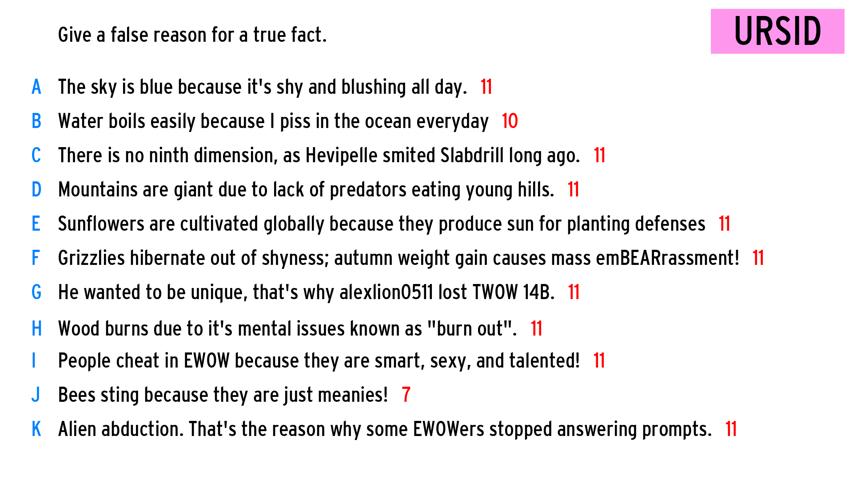 Give a false reason for a true fact.
URSID
A The sky is blue because it's shy and blushing all day. 11
B Water boils easily because I piss in the ocean everyday 10
C There is no ninth dimension, as Hevipelle smited Slabdrill long ago. 11
D Mountains are giant due to lack of predators eating young hills. 11
E Sunflowers are cultivated globally because they produce sun for planting defenses 11
F Grizzlies hibernate out of shyness; autumn weight gain causes mass emBEARrassment! 11
G He wanted to be unique, that's why alexlion0511 lost TWOW 14B. 11
H Wood burns due to it's mental issues known as "burn out". 11
I People cheat in EWOW because they are smart, sexy, and talented! 11
J Bees sting because they are just meanies! 7
K Alien abduction. That's the reason why some EWOWers stopped answering prompts. 11